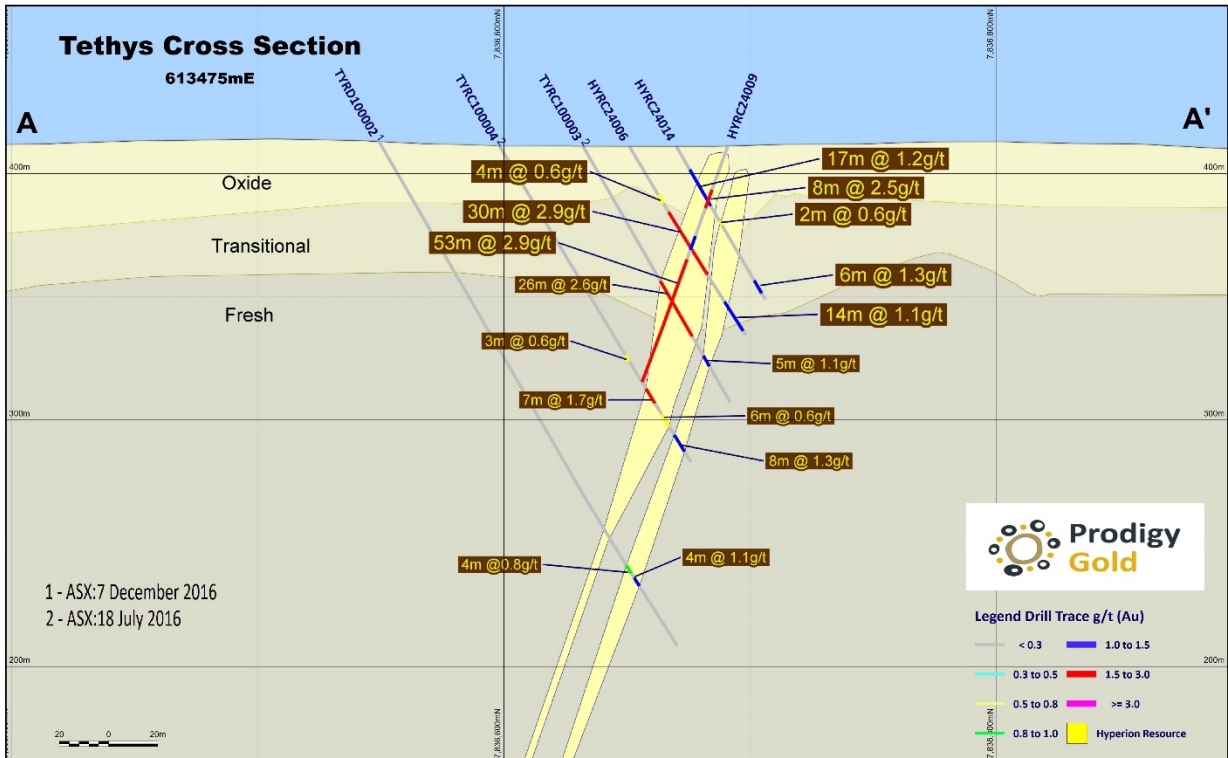 Tethys Cross Section
613475mE
7,836,600mN
7,836,800mN
A
A'
TYRD100002 1
TYRC100004 2
TYRC100003 2
HYRC24006
HYRC24014
HYRC24009
400m
400m
Oxide
Transitional
Fresh
4m @ 0.6g/t
17m @ 1.2g/t
8m @ 2.5g/t
30m @ 2.9g/t
2m @ 0.6g/t
53m @ 2.9g/t
26m @ 2.6g/t
6m @ 1.3g/t
14m @ 1.1g/t
3m @ 0.6g/t
5m @ 1.1g/t
7m @ 1.7g/t
6m @ 0.6g/t
300m
300m
8m @ 1.3g/t
4m @0.8g/t
4m @ 1.1g/t
1 - ASX:7 December 2016
2 - ASX:18 July 2016
200m
200m
20 0 20m
7,836,600mN
7,836,800mN
Prodigy
Gold
Legend Drill Trace g/t (Au)
< 0.3
1.0 to 1.5
0.3 to 0.5
1.5 to 3.0
0.5 to 0.8
>= 3.0
0.8 to 1.0
Hyperion Resource